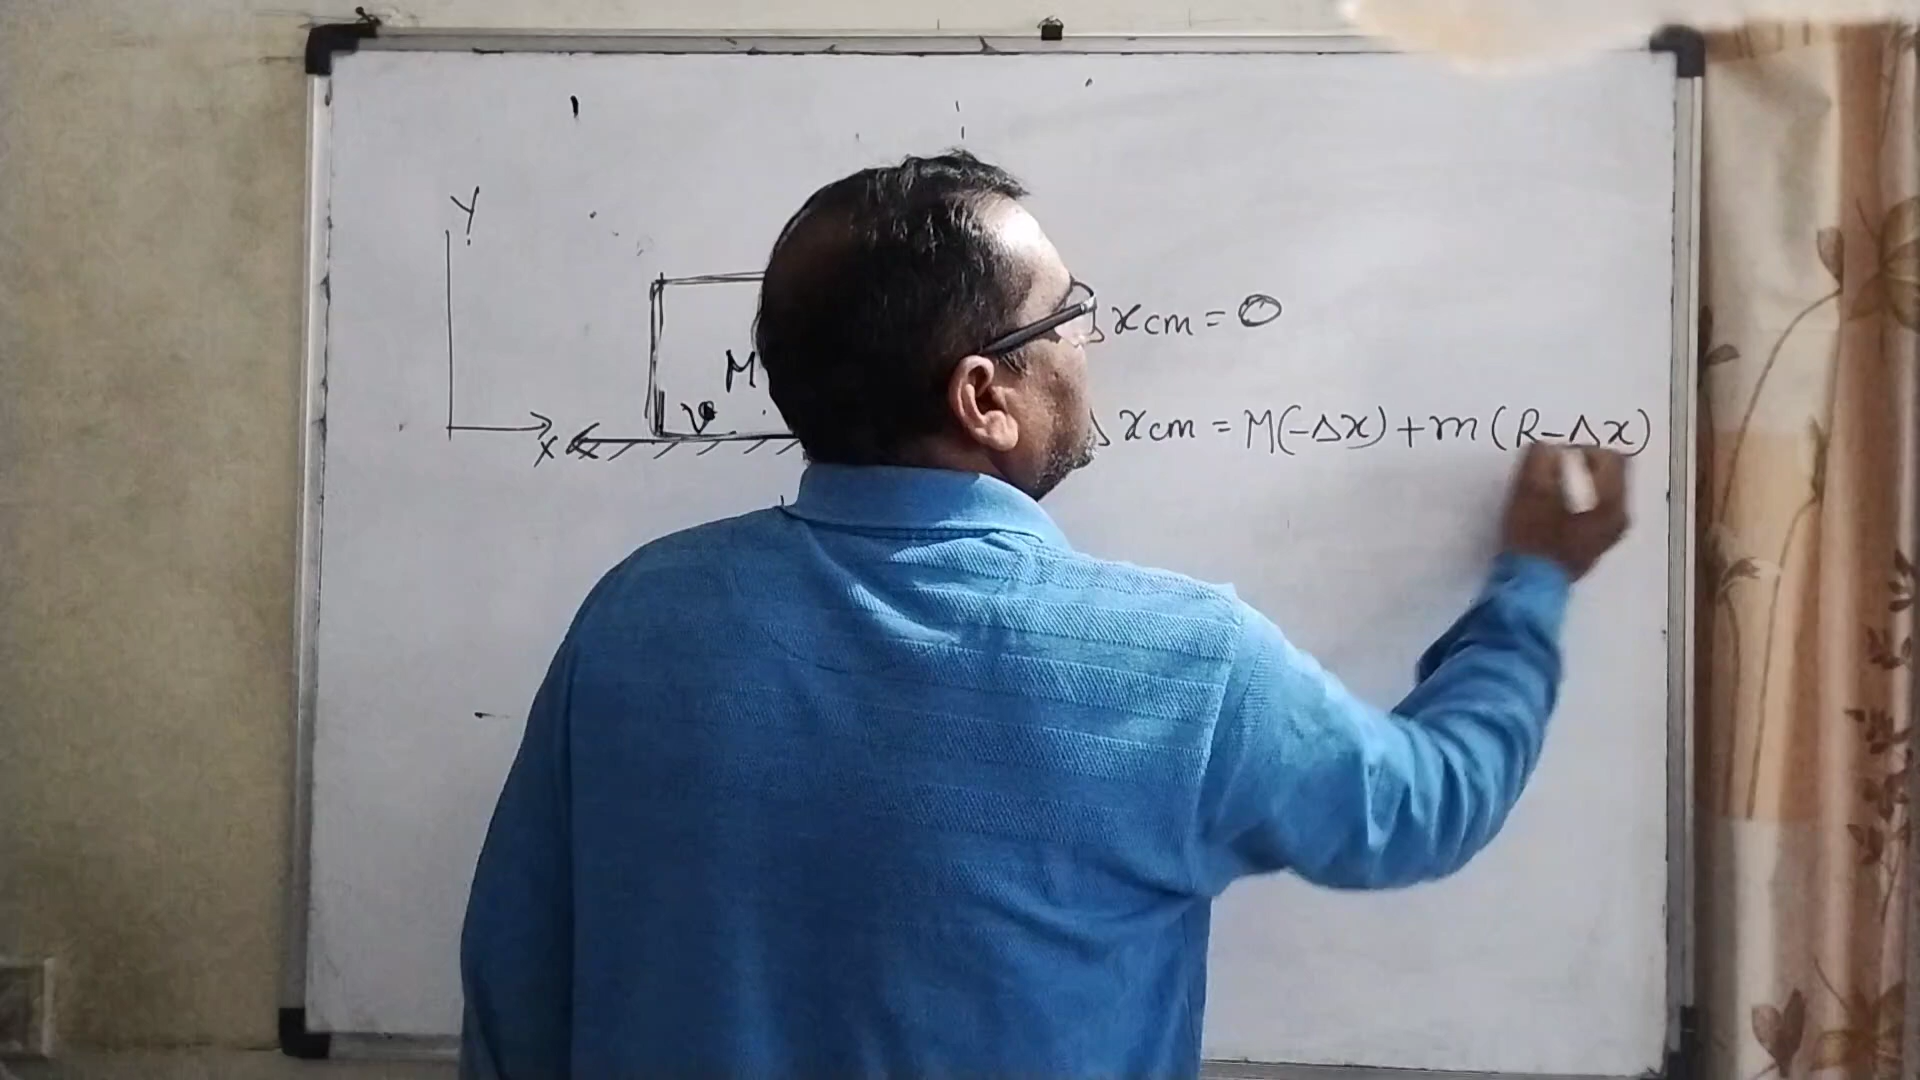 Y
xcm = 0
M
v
X
xcm = M(-Δx) + m(R-Δx)